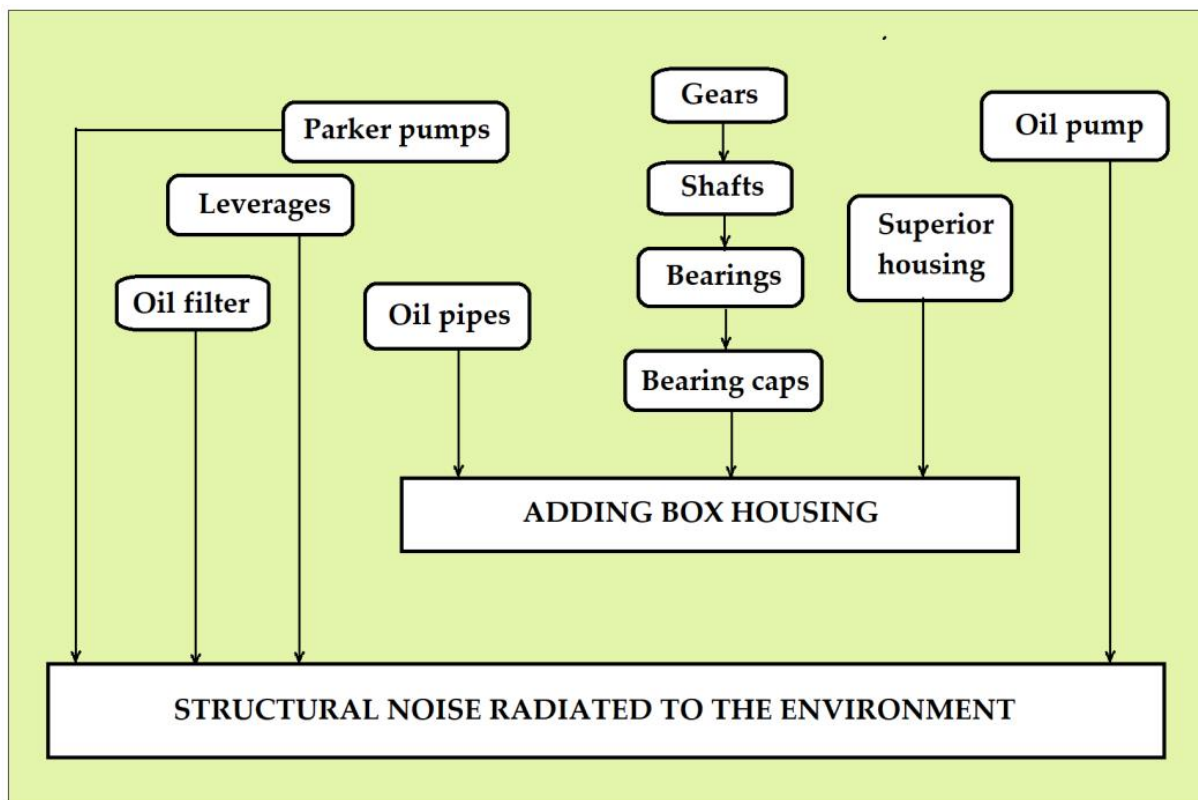 Gears
Parker pumps
Oil pump
Shafts
Leverages
Superior
housing
Bearings
Oil filter
Oil pipes
Bearing caps
ADDING BOX HOUSING
STRUCTURAL NOISE RADIATED TO THE ENVIRONMENT